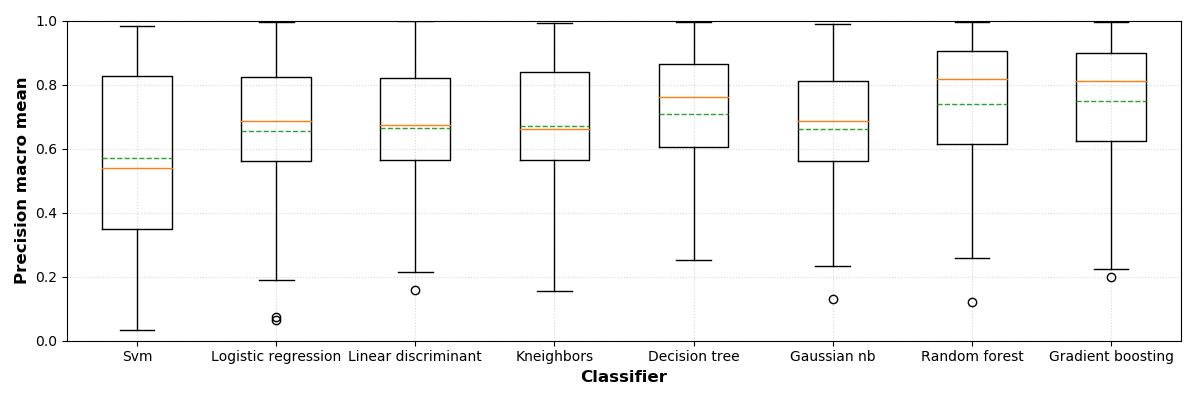 Precision macro mean
1.0
0.8
0.6
0.4
0.2
0.0
Svm Logistic regression Linear discriminant Kneighbors Decision tree Gaussian nb Random forest Gradient boosting
Classifier